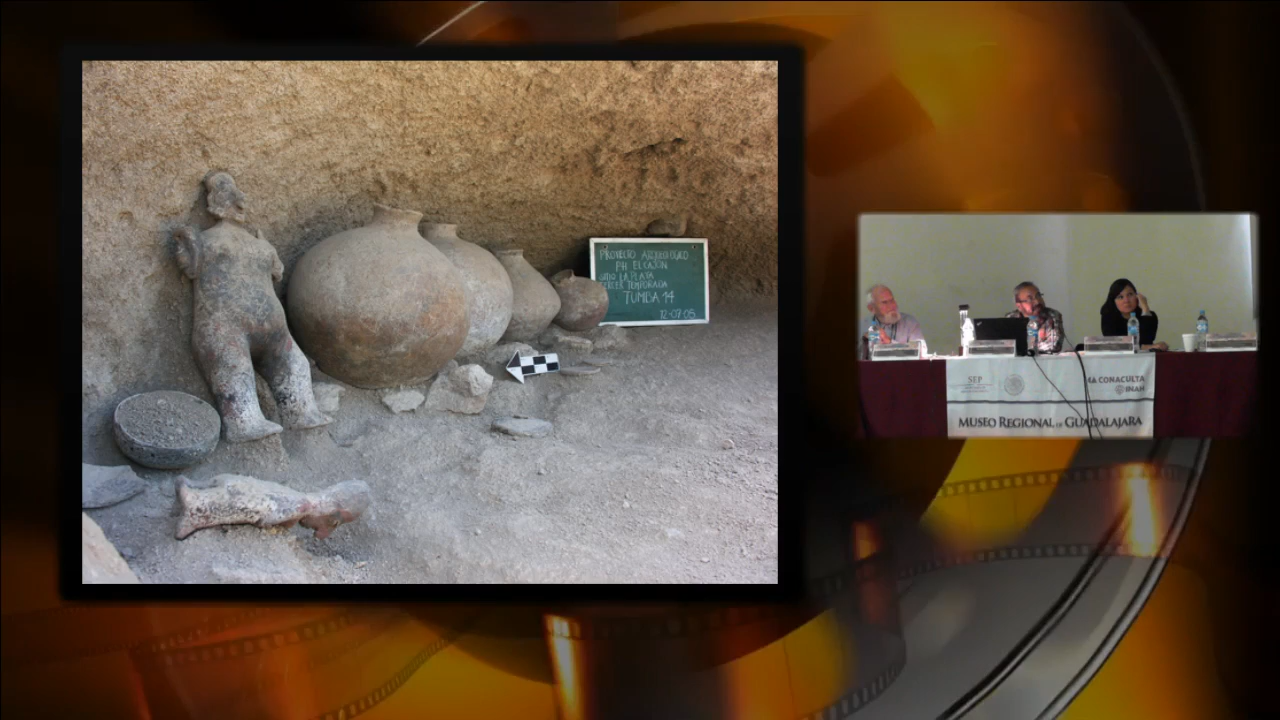 PROYECTO ARQUEOLOGICO
PH EL CAJON
SITIO LA PLAYA
TERCER TEMPORADA
TUMBA 14
12-07-05
SEP
CONACULTA
INAH
MUSEO REGIONAL DE GUADALAJARA